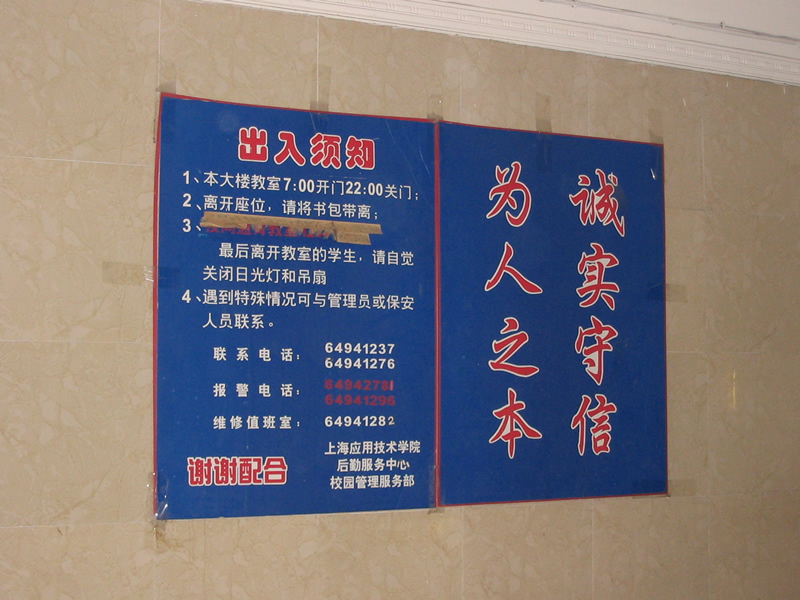 出入须知
1、本大楼教室7:00开门22:00关门；
2、离开座位，请将书包带离；
3、
最后离开教室的学生，请自觉
关闭日光灯和吊扇
4、遇到特殊情况可与管理员或保安
人员联系。
联系电话：64941237
64941276
报警电话：64942781
64941296
维修值班室：64941282
谢谢配合
上海应用技术学院
后勤服务中心
校园管理服务部
诚实守信
为人之本